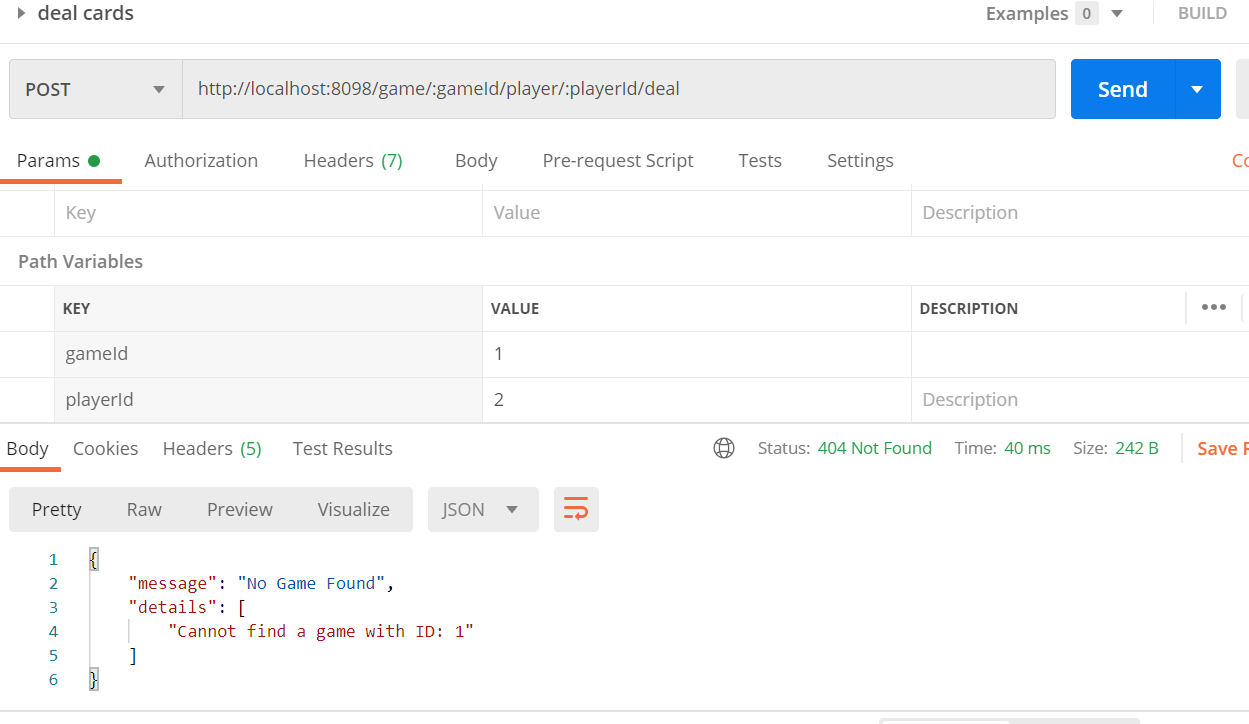 deal cards Examples 0 BUILD
POST http://localhost:8098/game/:gameId/player/:playerId/deal Send
Params Authorization Headers (7) Body Pre-request Script Tests Settings
Key Value Description
Path Variables
KEY VALUE DESCRIPTION
gameId 1
playerId 2 Description
Body Cookies Headers (5) Test Results Status: 404 Not Found Time: 40 ms Size: 242 B Save
Pretty Raw Preview Visualize JSON
1 {
2 "message": "No Game Found",
3 "details": [
4 "Cannot find a game with ID: 1"
5 ]
6 }